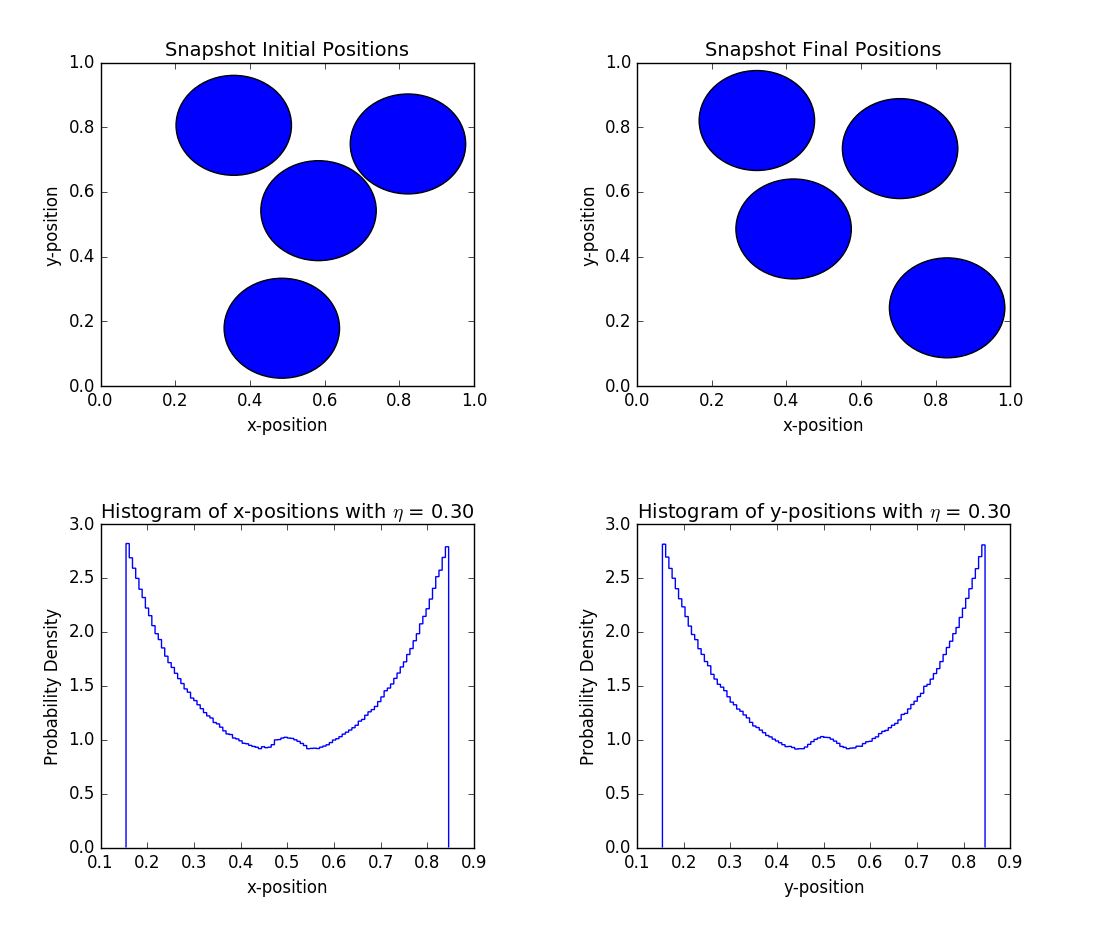 Snapshot Initial Positions
1.0
0.8
0.6
0.4
0.2
0.0
y-position
0.0 0.2 0.4 0.6 0.8 1.0
x-position
Snapshot Final Positions
1.0
0.8
0.6
0.4
0.2
0.0
y-position
0.0 0.2 0.4 0.6 0.8 1.0
x-position
Histogram of x-positions with η = 0.30
3.0
2.5
2.0
1.5
1.0
0.5
0.0
Probability Density
0.1 0.2 0.3 0.4 0.5 0.6 0.7 0.8 0.9
x-position
Histogram of y-positions with η = 0.30
3.0
2.5
2.0
1.5
1.0
0.5
0.0
Probability Density
0.1 0.2 0.3 0.4 0.5 0.6 0.7 0.8 0.9
y-position